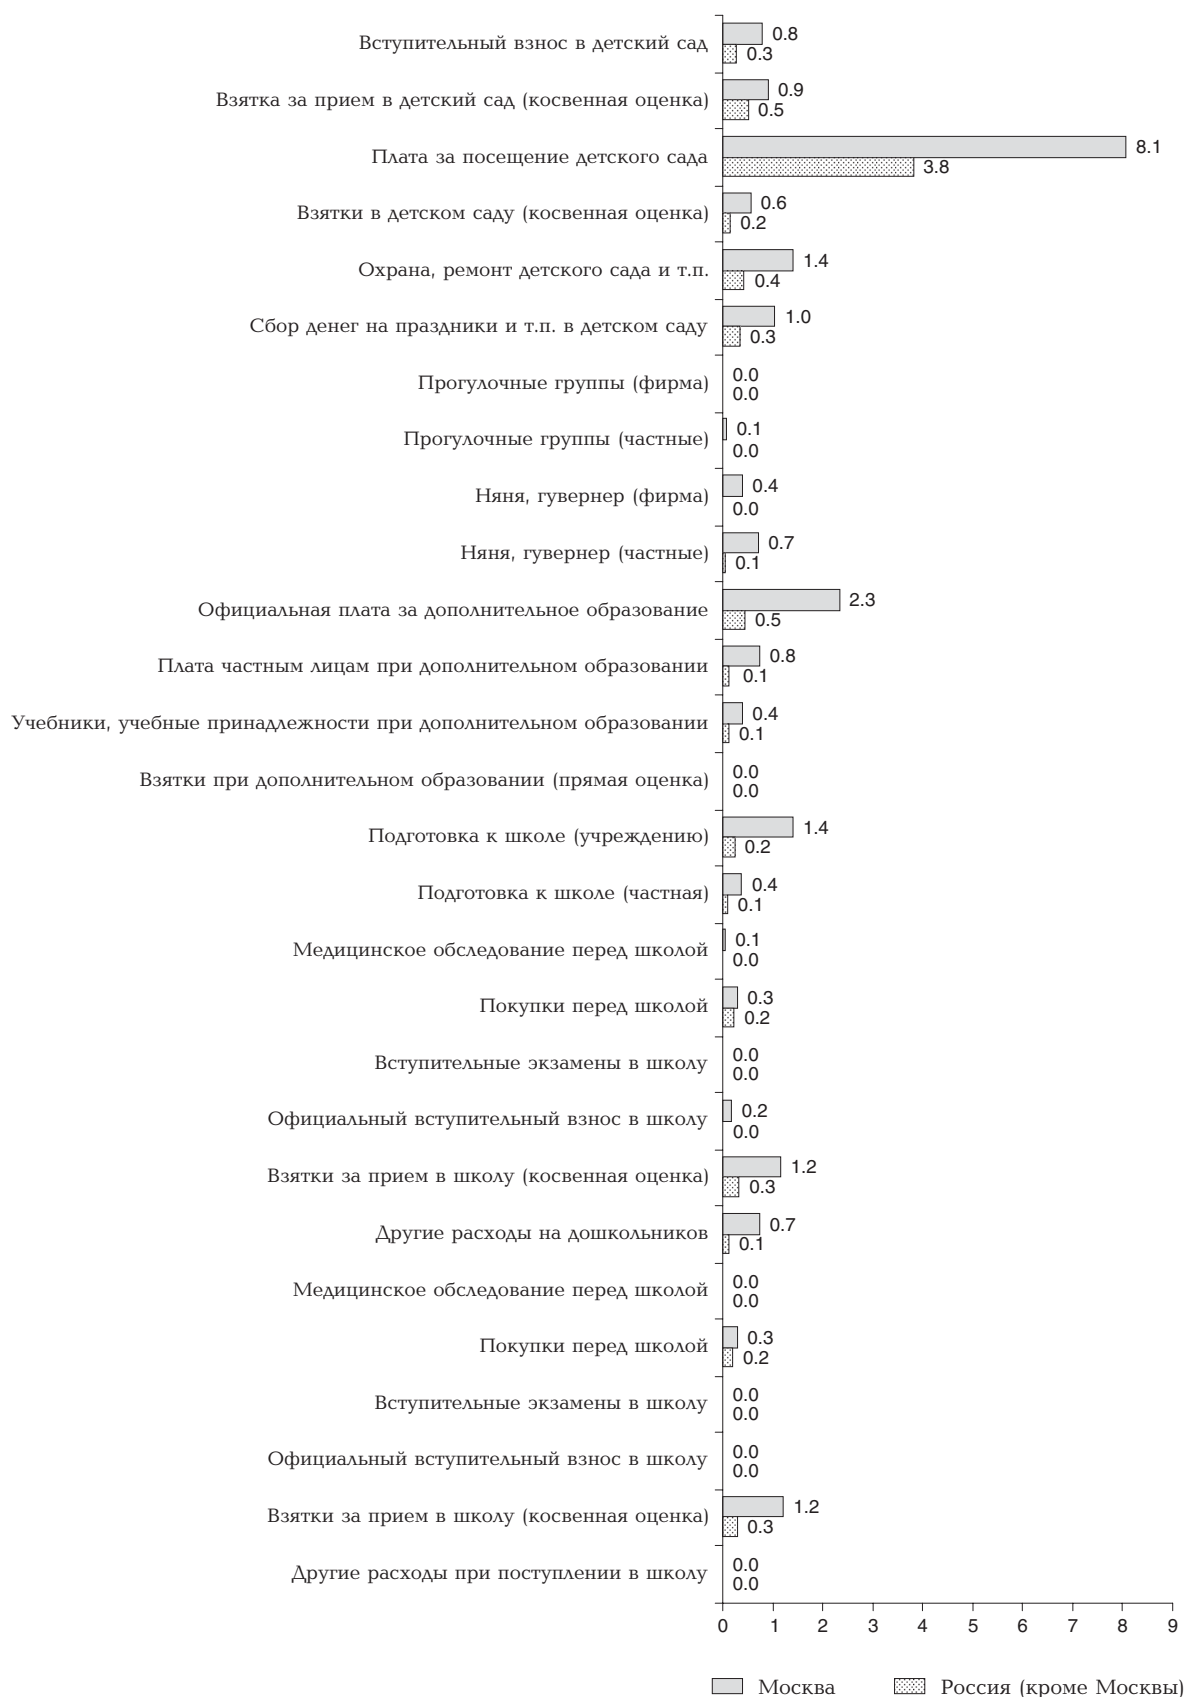 Вступительный взнос в детский сад 0.8
0.3
Взятка за прием в детский сад (косвенная оценка) 0.9
0.5
Плата за посещение детского сада 8.1
3.8
Взятки в детском саду (косвенная оценка) 0.6
0.2
Охрана, ремонт детского сада и т.п. 1.4
0.4
Сбор денег на праздники и т.п. в детском саду 1.0
0.3
Прогулочные группы (фирма) 0.0
0.0
Прогулочные группы (частные) 0.1
0.0
Няня, гувернер (фирма) 0.4
0.0
Няня, гувернер (частные) 0.7
0.1
Официальная плата за дополнительное образование 2.3
0.5
Плата частным лицам при дополнительном образовании 0.8
0.1
Учебники, учебные принадлежности при дополнительном образовании 0.4
0.1
Взятки при дополнительном образовании (прямая оценка) 0.0
0.0
Подготовка к школе (учреждению) 1.4
0.2
Подготовка к школе (частная) 0.4
0.1
Медицинское обследование перед школой 0.1
0.0
Покупки перед школой 0.3
0.2
Вступительные экзамены в школу 0.0
0.0
Официальный вступительный взнос в школу 0.2
0.0
Взятки за прием в школу (косвенная оценка) 1.2
0.3
Другие расходы на дошкольников 0.7
0.1
Медицинское обследование перед школой 0.0
0.0
Покупки перед школой 0.3
0.2
Вступительные экзамены в школу 0.0
0.0
Официальный вступительный взнос в школу 0.0
0.0
Взятки за прием в школу (косвенная оценка) 1.2
0.3
Другие расходы при поступлении в школу 0.0
0.0
0 1 2 3 4 5 6 7 8 9
Москва Россия (кроме Москвы)